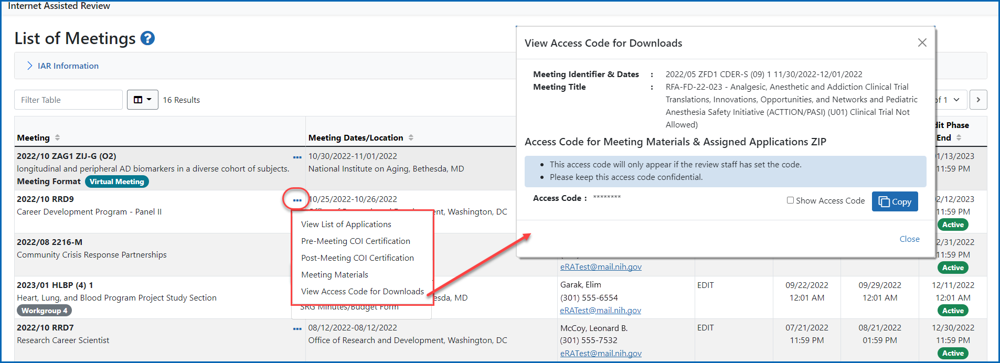 Internet Assisted Review
List of Meetings ?
IAR Information
Filter Table
16 Results
of 1
Meeting
Meeting Dates/Location
dit Phase
End
2022/10 ZAG1 ZIJ-G (O2)
longitudinal and peripheral AD biomarkers in a diverse cohort of subjects.
Meeting Format Virtual Meeting
10/30/2022-11/01/2022
National Institute on Aging, Bethesda, MD
1/13/2023
11:59 PM
2022/10 RRD9
Career Development Program - Panel II
10/25/2022-10/26/2022
Office of Research and Development, Washington, DC
2/12/2023
11:59 PM
Active
2022/08 2216-M
Community Crisis Response Partnerships
eRATest@mail.nih.gov
2/31/2022
11:59 PM
Active
2023/01 HLBP (4) 1
Heart, Lung, and Blood Program Project Study Section
Workgroup 4
esda, MD
Garak, Elim
(301) 555-6554
eRATest@mail.nih.gov
EDIT
09/22/2022
12:01 AM
09/29/2022
12:01 AM
12/11/2022
12:01 AM
Active
2022/10 RRD7
Research Career Scientist
08/12/2022-08/12/2022
Office of Research and Development, Washington, DC
McCoy, Leonard B.
(301) 555-7532
eRATest@mail.nih.gov
EDIT
07/21/2022
11:59 PM
08/21/2022
01:59 PM
12/30/2022
11:59 PM
Active
View List of Applications
Pre-Meeting COI Certification
Post-Meeting COI Certification
Meeting Materials
View Access Code for Downloads
SRG Minutes/Budget Form
View Access Code for Downloads
Meeting Identifier & Dates : 2022/05 ZFD1 CDER-S (09) 1 11/30/2022-12/01/2022
Meeting Title : RFA-FD-22-023 - Analgesic, Anesthetic and Addiction Clinical Trial
Translations, Innovations, Opportunities, and Networks and Pediatric
Anesthesia Safety Initiative (ACTTION/PASI) (U01) Clinical Trial Not
Allowed)
Access Code for Meeting Materials & Assigned Applications ZIP
• This access code will only appear if the review staff has set the code.
• Please keep this access code confidential.
Access Code : ********
Show Access Code
Copy
Close